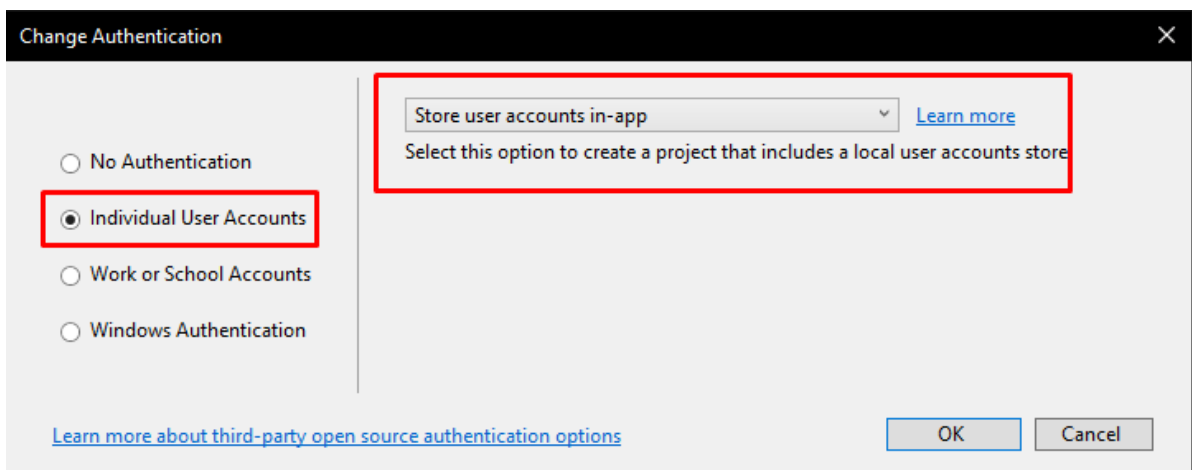 Change Authentication
Store user accounts in-app
Learn more
Select this option to create a project that includes a local user accounts store
No Authentication
Individual User Accounts
Work or School Accounts
Windows Authentication
Learn more about third-party open source authentication options
OK
Cancel